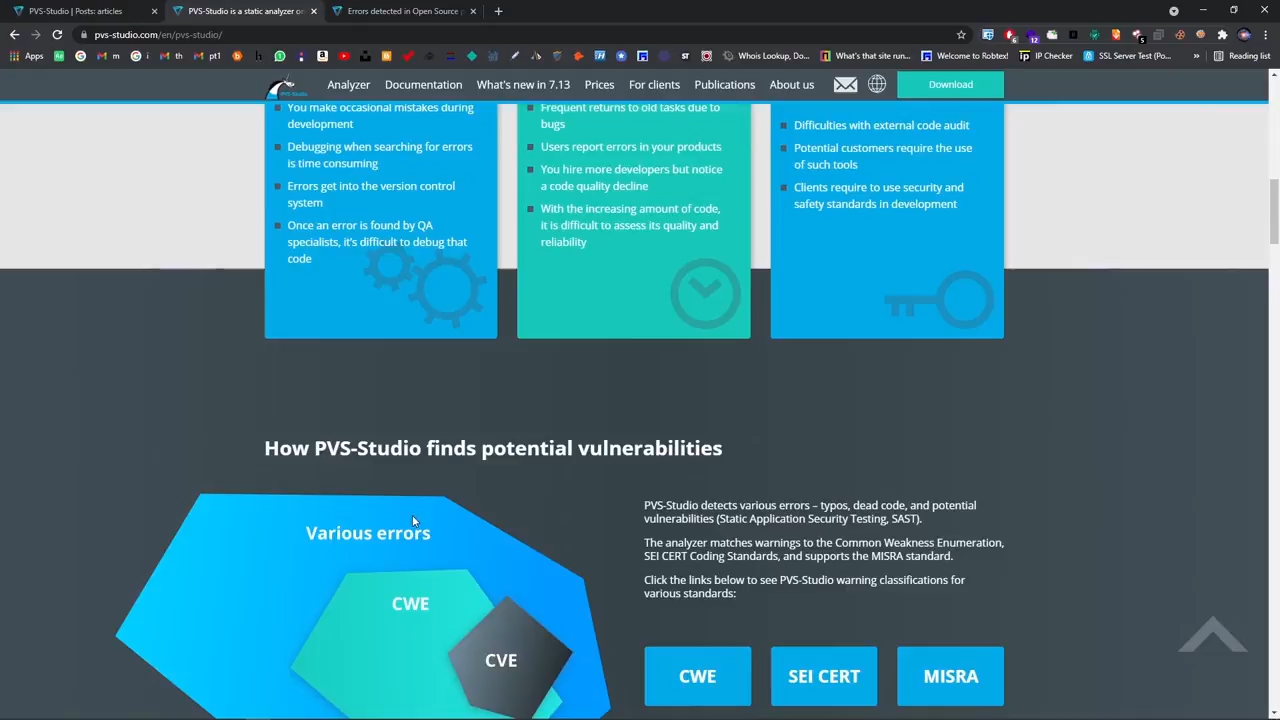 PVS-Studio | Posts: articles
PVS-Studio is a static analyzer on
Errors detected in Open Source p
pvs-studio.com/en/pvs-studio/
Apps
m
i
m
th
m
pt1
Whois Lookup, Do...
What's that site run...
Welcome to Robtex!
IP Checker
SSL Server Test (Po...
Reading list
PVS-Studio
Analyzer
Documentation
What's new in 7.13
Prices
For clients
Publications
About us
Download
You make occasional mistakes during
development
Debugging when searching for errors
is time consuming
Errors get into the version control
system
Once an error is found by QA
specialists, it's difficult to debug that
code
Frequent returns to old tasks due to
bugs
Users report errors in your products
You hire more developers but notice
a code quality decline
With the increasing amount of code,
it is difficult to assess its quality and
reliability
Difficulties with external code audit
Potential customers require the use
of such tools
Clients require to use security and
safety standards in development
How PVS-Studio finds potential vulnerabilities
Various errors
CWE
CVE
PVS-Studio detects various errors – typos, dead code, and potential
vulnerabilities (Static Application Security Testing, SAST).
The analyzer matches warnings to the Common Weakness Enumeration,
SEI CERT Coding Standards, and supports the MISRA standard.
Click the links below to see PVS-Studio warning classifications for
various standards:
CWE
SEI CERT
MISRA